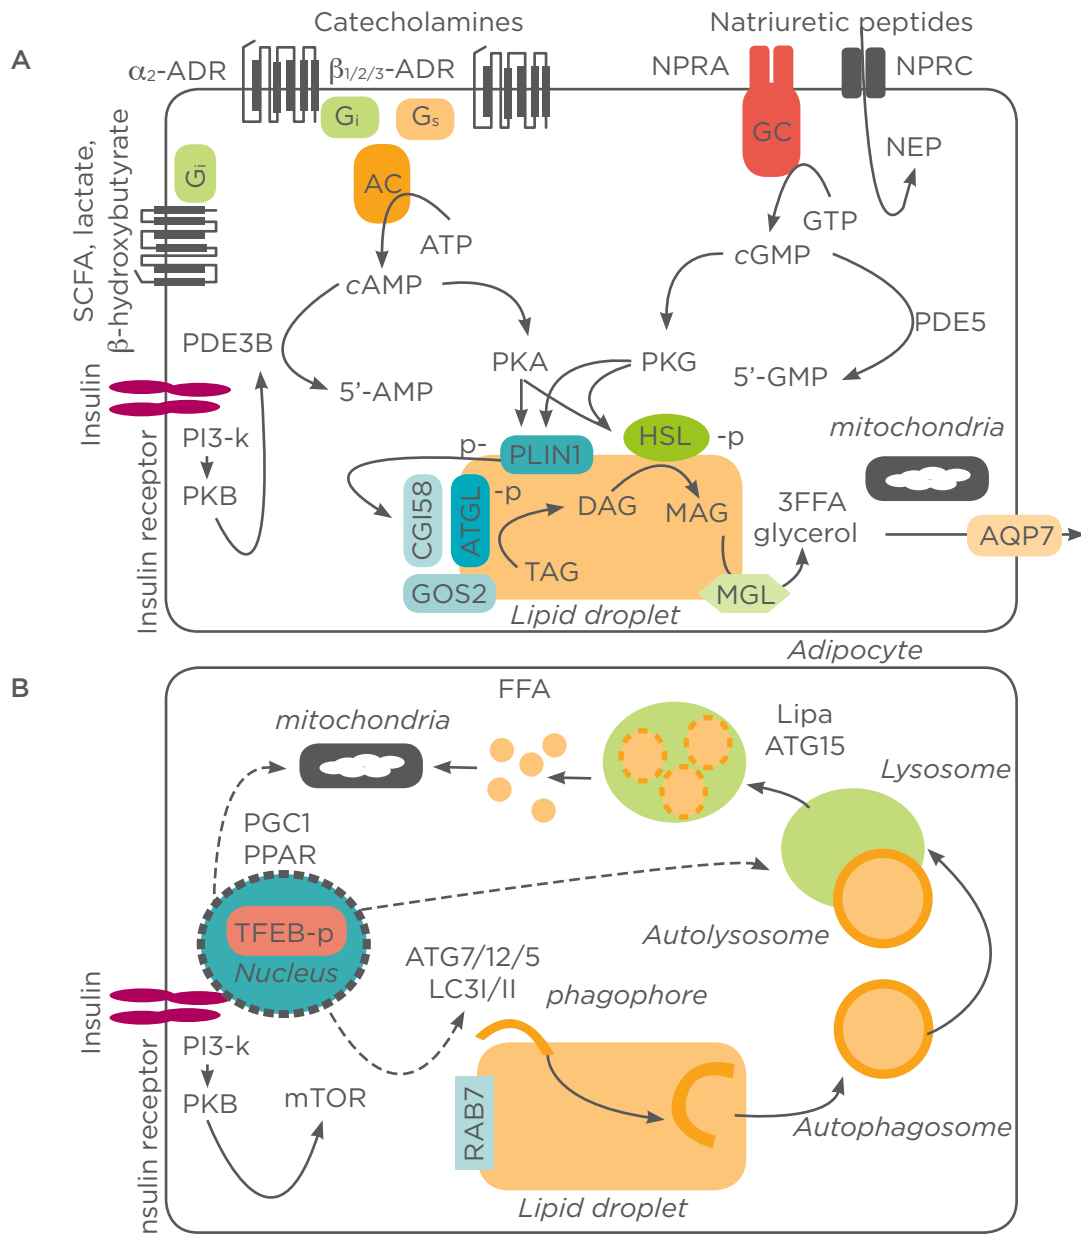 A
Catecholamines
Natriuretic peptides
α2-ADR
β1/2/3-ADR
NPRA
NPRC
Gi
Gs
GC
NEP
SCFA, lactate,
β-hydroxybutyrate
Gi
AC
ATP
GTP
cAMP
cGMP
PDE3B
PDE5
PKA
PKG
5'-AMP
5'-GMP
Insulin
Insulin receptor
PI3-k
PKB
p-
PLIN1
HSL
-p
mitochondria
CGI58
ATGL
-p
DAG
MAG
3FFA
glycerol
AQP7
TAG
GOS2
MGL
Lipid droplet
Adipocyte
B
FFA
mitochondria
Lipa
ATG15
Lysosome
PGC1
PPAR
TFEB-p
Nucleus
Autolysosome
ATG7/12/5
LC3I/II
phagophore
Insulin
nsulin receptor
PI3-k
PKB
mTOR
RAB7
Autophagosome
Lipid droplet